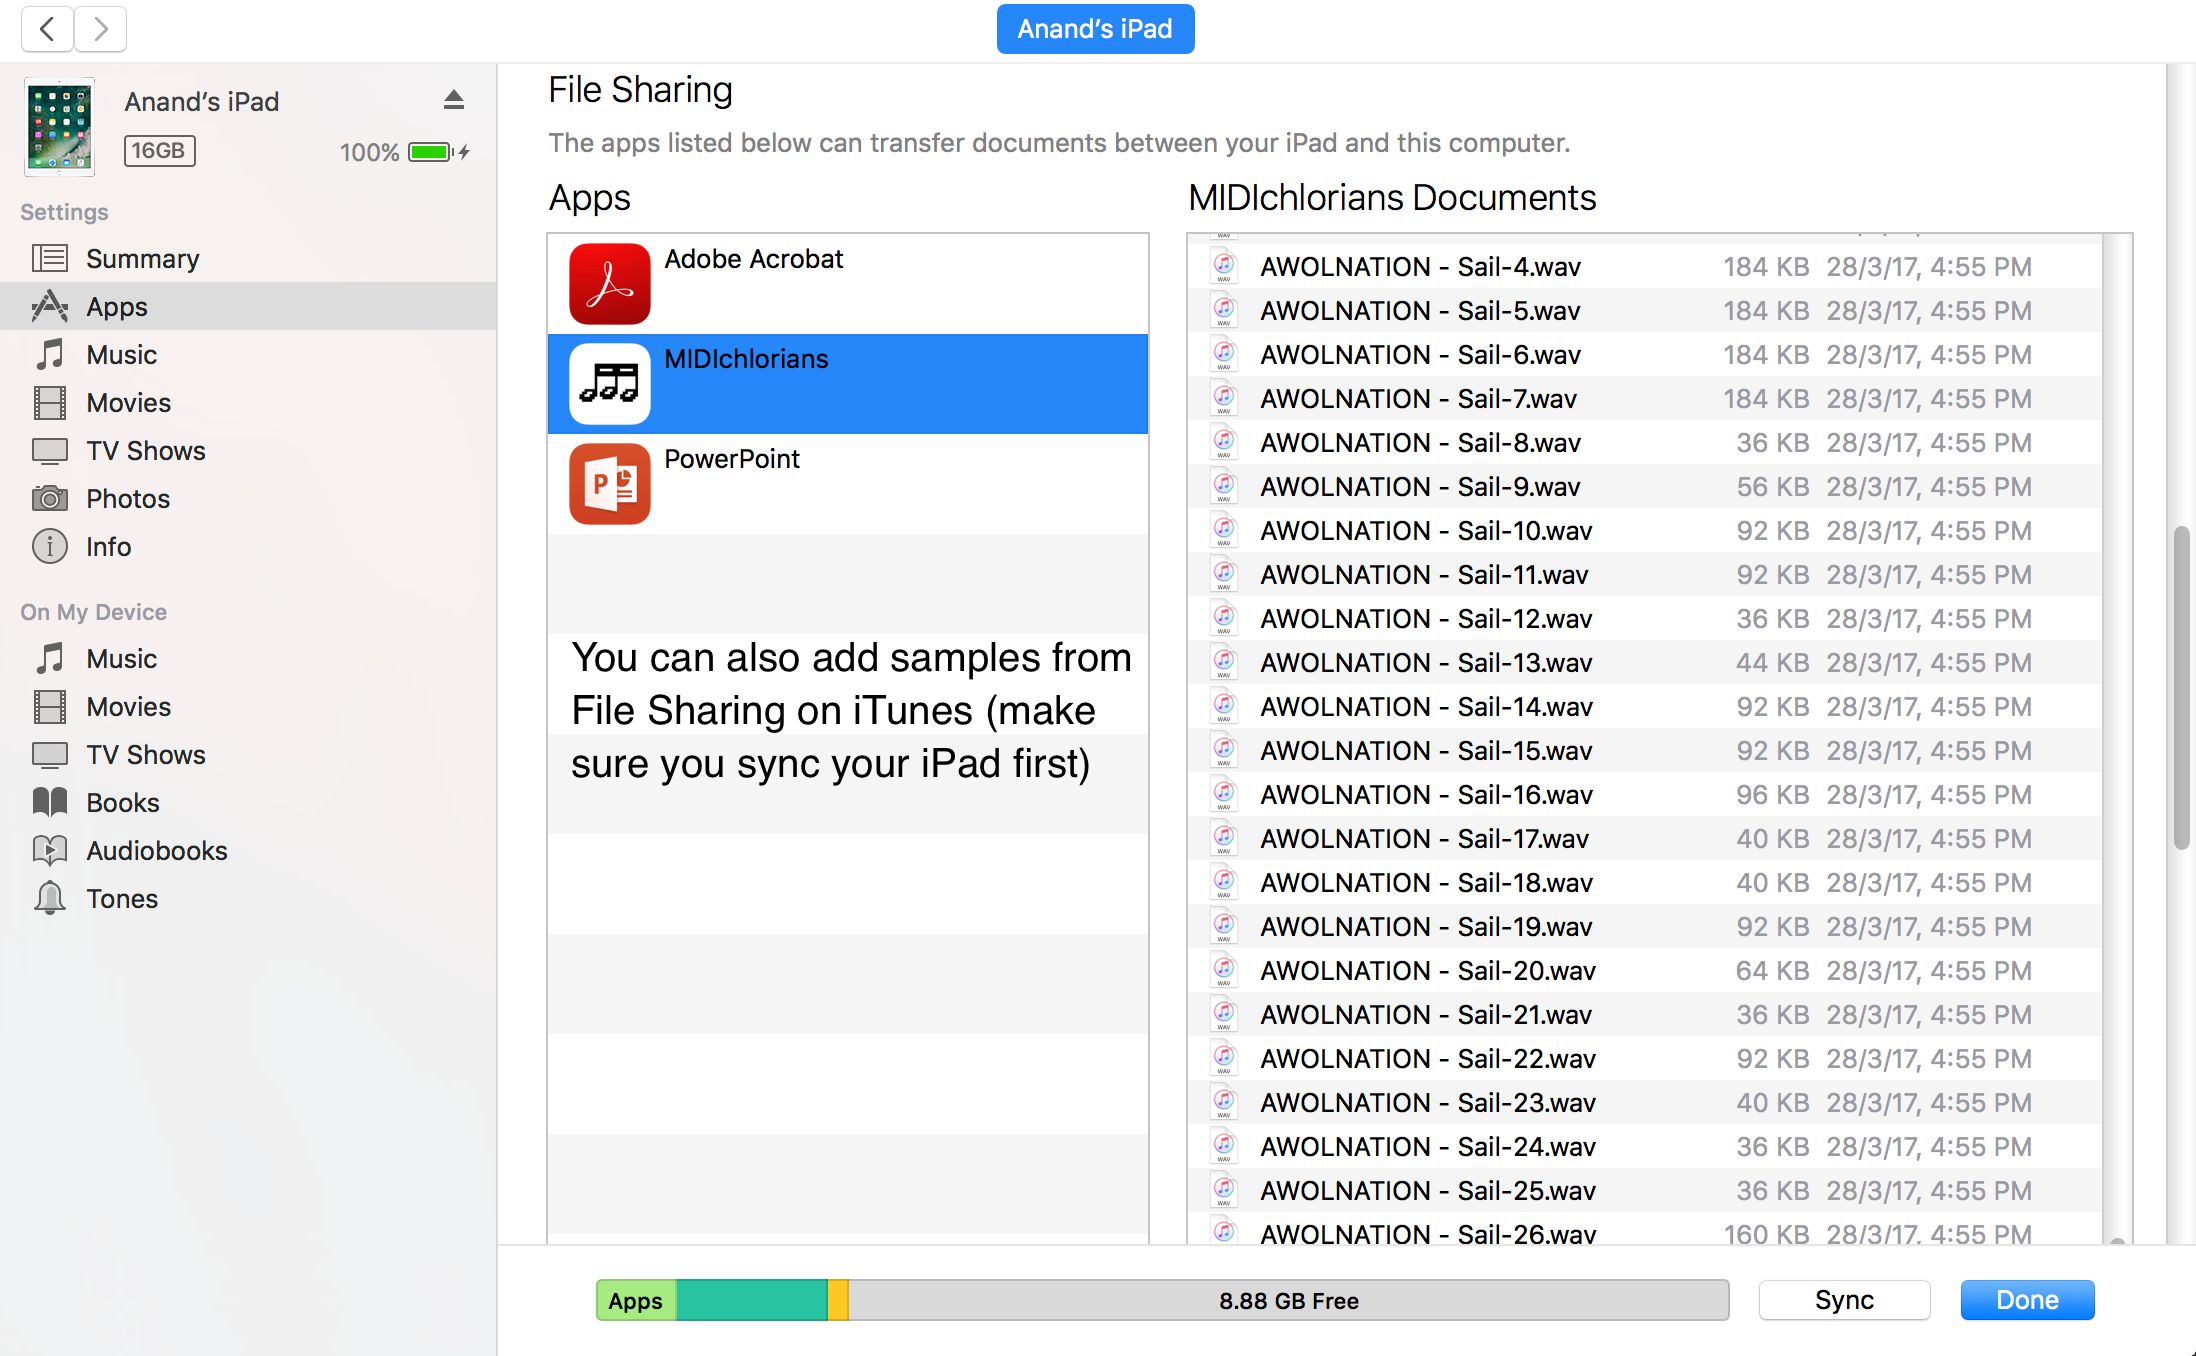 Anand's iPad
Anand's iPad
16GB
100%
Settings
Summary
Apps
Music
Movies
TV Shows
Photos
Info
On My Device
Music
Movies
TV Shows
Books
Audiobooks
Tones
File Sharing
The apps listed below can transfer documents between your iPad and this computer.
Apps
Adobe Acrobat
MIDIchlorians
PowerPoint
You can also add samples from
File Sharing on iTunes (make
sure you sync your iPad first)
MIDIchlorians Documents
AWOLNATION - Sail-4.wav 184 KB 28/3/17, 4:55 PM
AWOLNATION - Sail-5.wav 184 KB 28/3/17, 4:55 PM
AWOLNATION - Sail-6.wav 184 KB 28/3/17, 4:55 PM
AWOLNATION - Sail-7.wav 184 KB 28/3/17, 4:55 PM
AWOLNATION - Sail-8.wav 36 KB 28/3/17, 4:55 PM
AWOLNATION - Sail-9.wav 56 KB 28/3/17, 4:55 PM
AWOLNATION - Sail-10.wav 92 KB 28/3/17, 4:55 PM
AWOLNATION - Sail-11.wav 92 KB 28/3/17, 4:55 PM
AWOLNATION - Sail-12.wav 36 KB 28/3/17, 4:55 PM
AWOLNATION - Sail-13.wav 44 KB 28/3/17, 4:55 PM
AWOLNATION - Sail-14.wav 92 KB 28/3/17, 4:55 PM
AWOLNATION - Sail-15.wav 92 KB 28/3/17, 4:55 PM
AWOLNATION - Sail-16.wav 96 KB 28/3/17, 4:55 PM
AWOLNATION - Sail-17.wav 40 KB 28/3/17, 4:55 PM
AWOLNATION - Sail-18.wav 40 KB 28/3/17, 4:55 PM
AWOLNATION - Sail-19.wav 92 KB 28/3/17, 4:55 PM
AWOLNATION - Sail-20.wav 64 KB 28/3/17, 4:55 PM
AWOLNATION - Sail-21.wav 36 KB 28/3/17, 4:55 PM
AWOLNATION - Sail-22.wav 92 KB 28/3/17, 4:55 PM
AWOLNATION - Sail-23.wav 40 KB 28/3/17, 4:55 PM
AWOLNATION - Sail-24.wav 36 KB 28/3/17, 4:55 PM
AWOLNATION - Sail-25.wav 36 KB 28/3/17, 4:55 PM
AWOLNATION - Sail-26.wav 160 KB 28/3/17, 4:55 PM
Apps 8.88 GB Free Sync Done